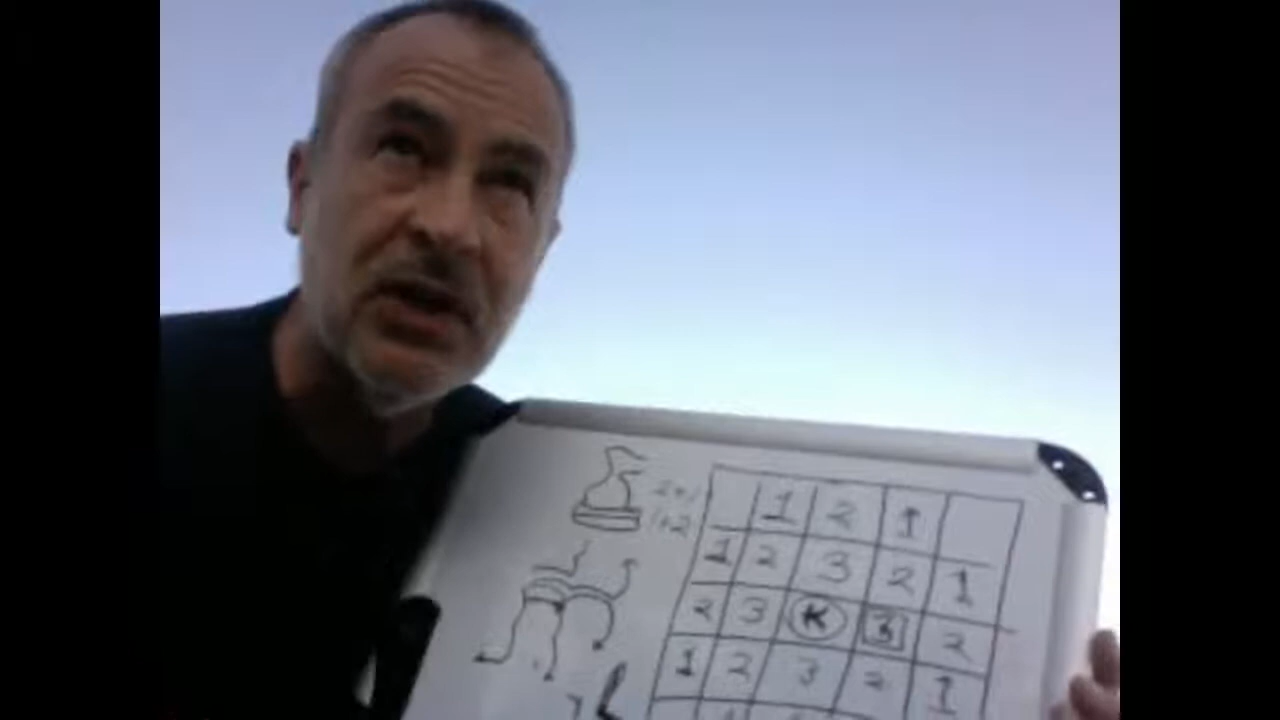 2+1
1+2
1 2 1
1 2 3 2 1
2 3 K 3 2
1 2 3 2 1